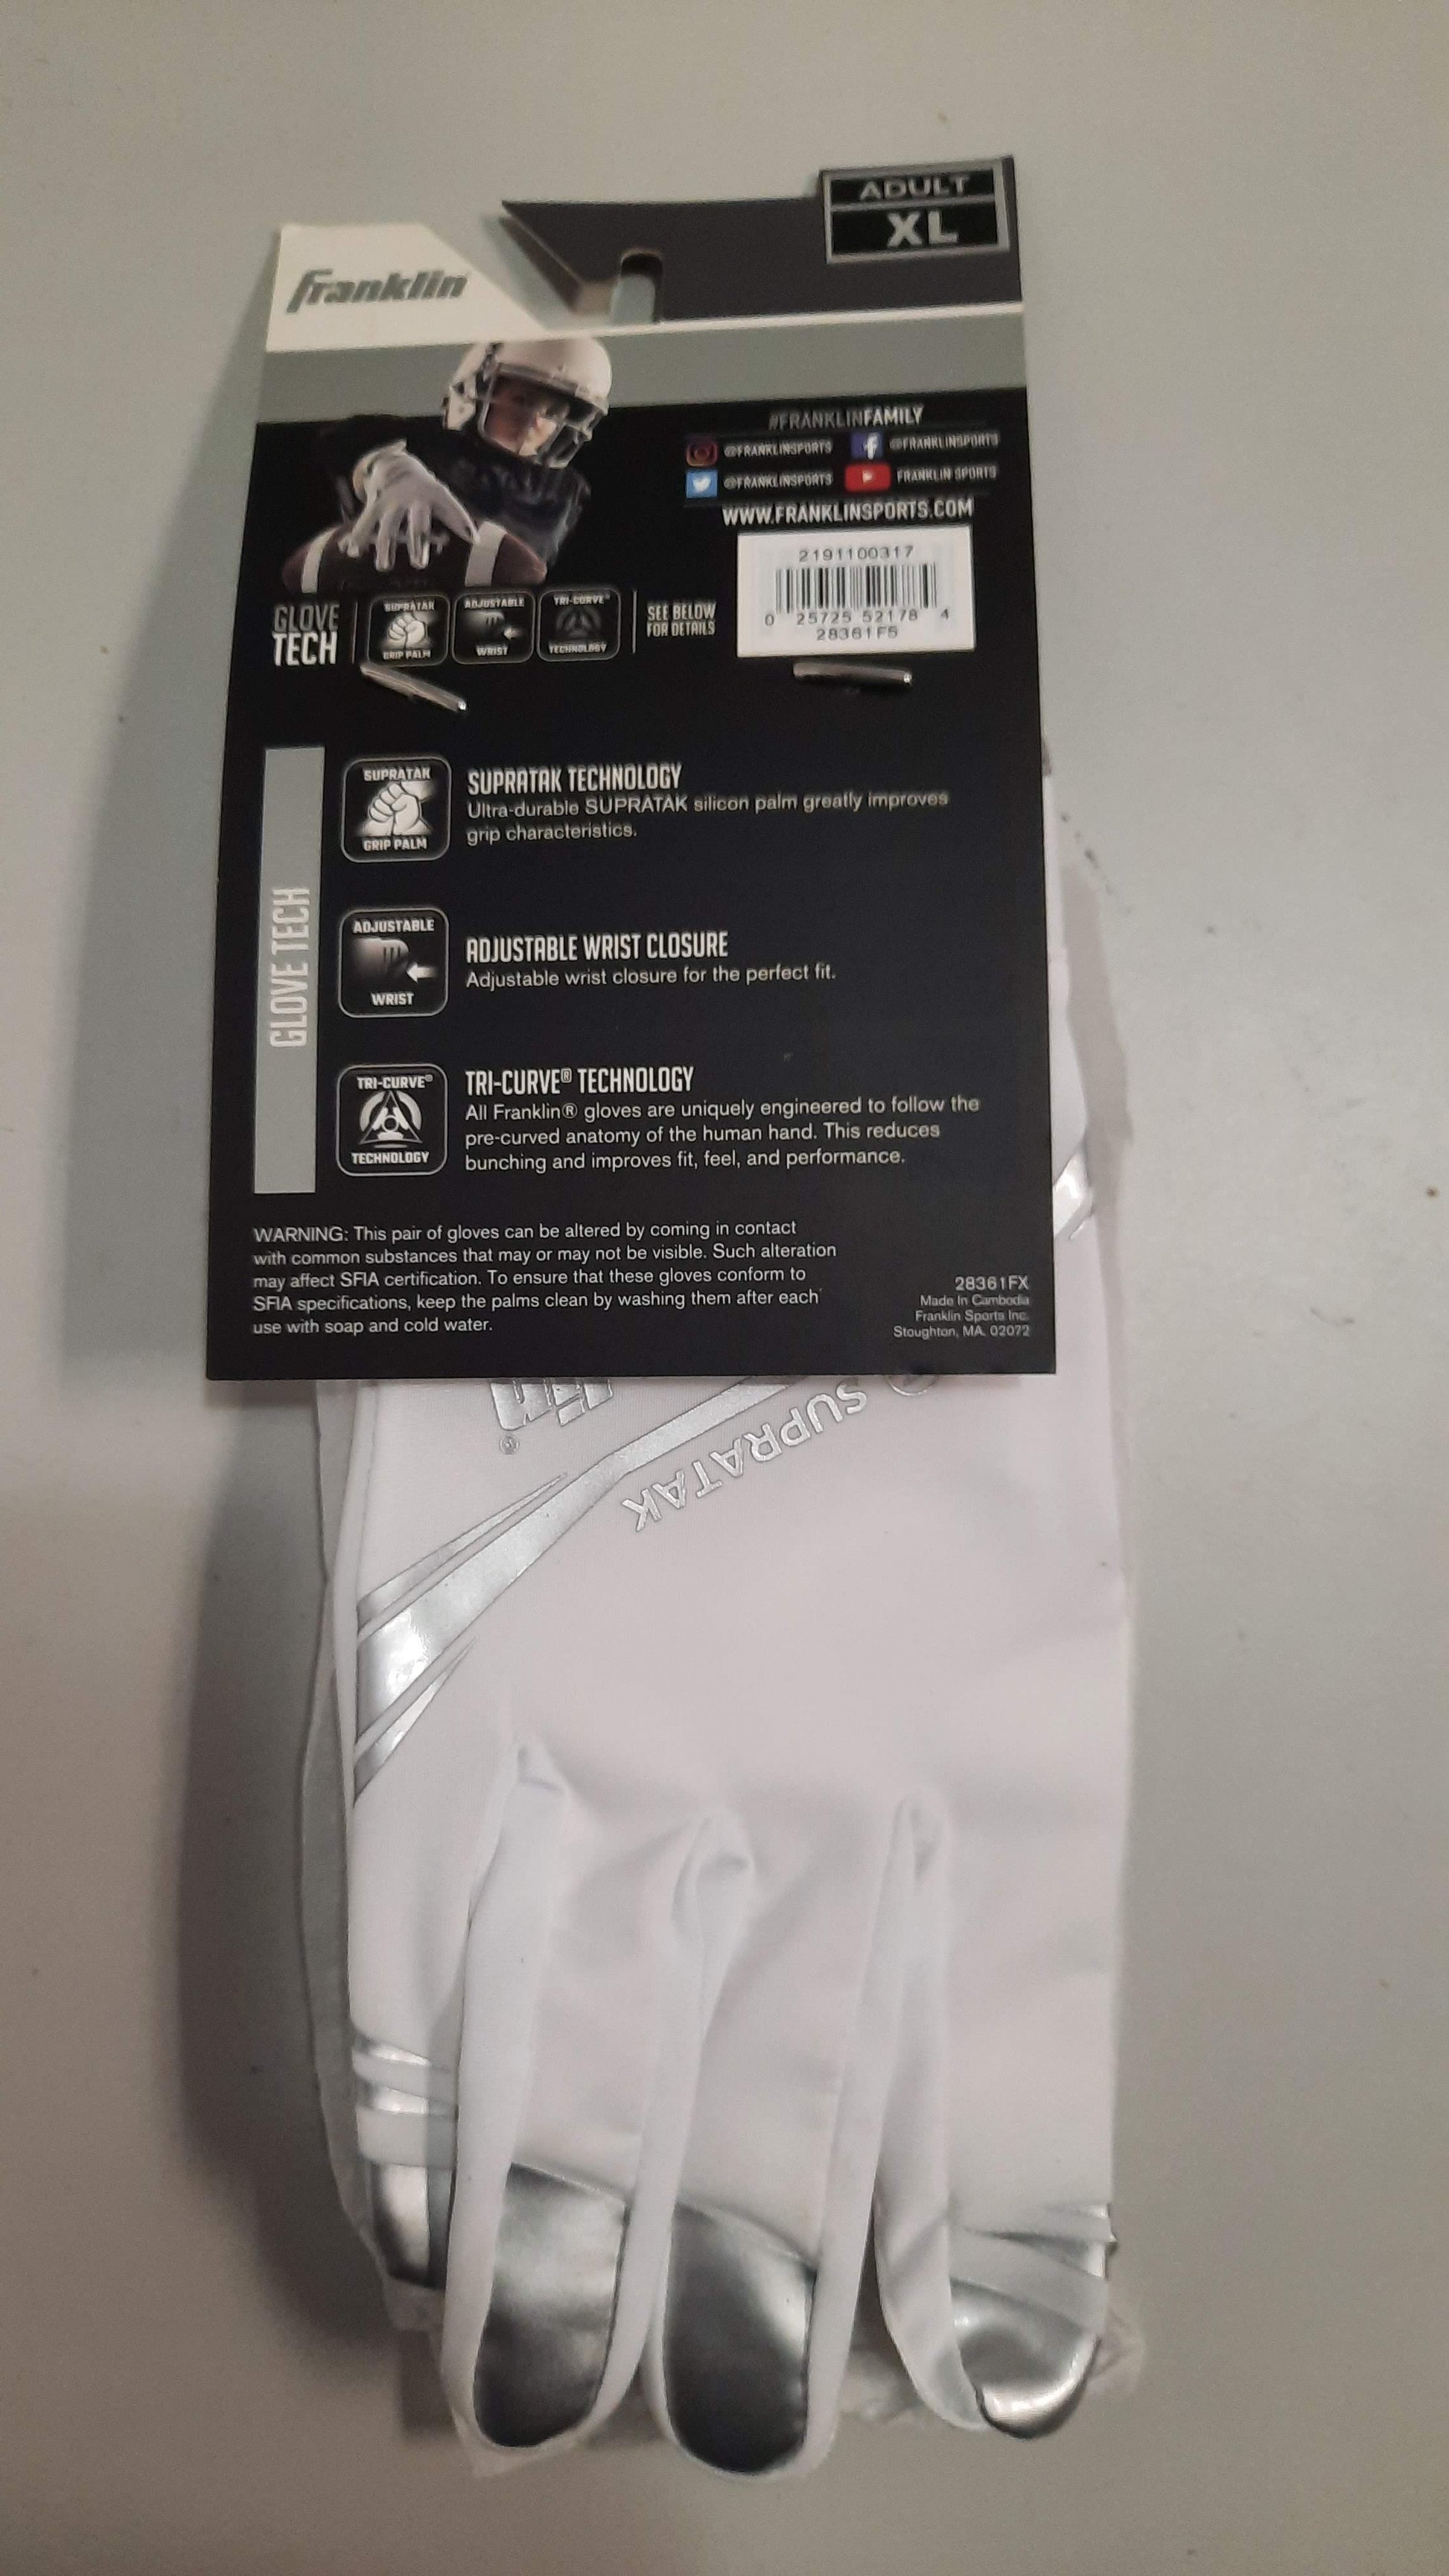 ADULT
XL
Franklin
#FRANKLINFAMILY
@FRANKLINSPORTS @FRANKLINSPORTS
@FRANKLINSPORTS FRANKLIN SPORTS
WWW.FRANKLINSPORTS.COM
2191100317
0 25725 52178 4
28361F5
GLOVE
TECH
SUPRATAK
GRIP PALM
ADJUSTABLE
WRIST
TRI-CURVE®
TECHNOLOGY
SEE BELOW
FOR DETAILS
GLOVE TECH
SUPRATAK
GRIP PALM
SUPRATAK TECHNOLOGY
Ultra-durable SUPRATAK silicon palm greatly improves
grip characteristics.
ADJUSTABLE
WRIST
ADJUSTABLE WRIST CLOSURE
Adjustable wrist closure for the perfect fit.
TRI-CURVE®
TECHNOLOGY
TRI-CURVE® TECHNOLOGY
All Franklin® gloves are uniquely engineered to follow the
pre-curved anatomy of the human hand. This reduces
bunching and improves fit, feel, and performance.
WARNING: This pair of gloves can be altered by coming in contact
with common substances that may or may not be visible. Such alteration
may affect SFIA certification. To ensure that these gloves conform to
SFIA specifications, keep the palms clean by washing them after each
use with soap and cold water.
28361FX
Made In Cambodia
Franklin Sports Inc.
Stoughton, MA. 02072
SUPRATAK